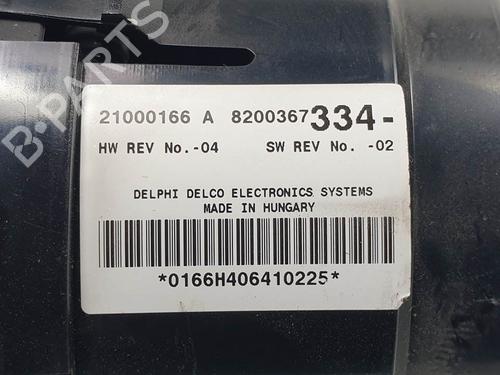 21000166 A 8200367334-
HW REV No. -04 SW REV No. -02
DELPHI DELCO ELECTRONICS SYSTEMS
MADE IN HUNGARY
*0166H406410225*
B-PARTS